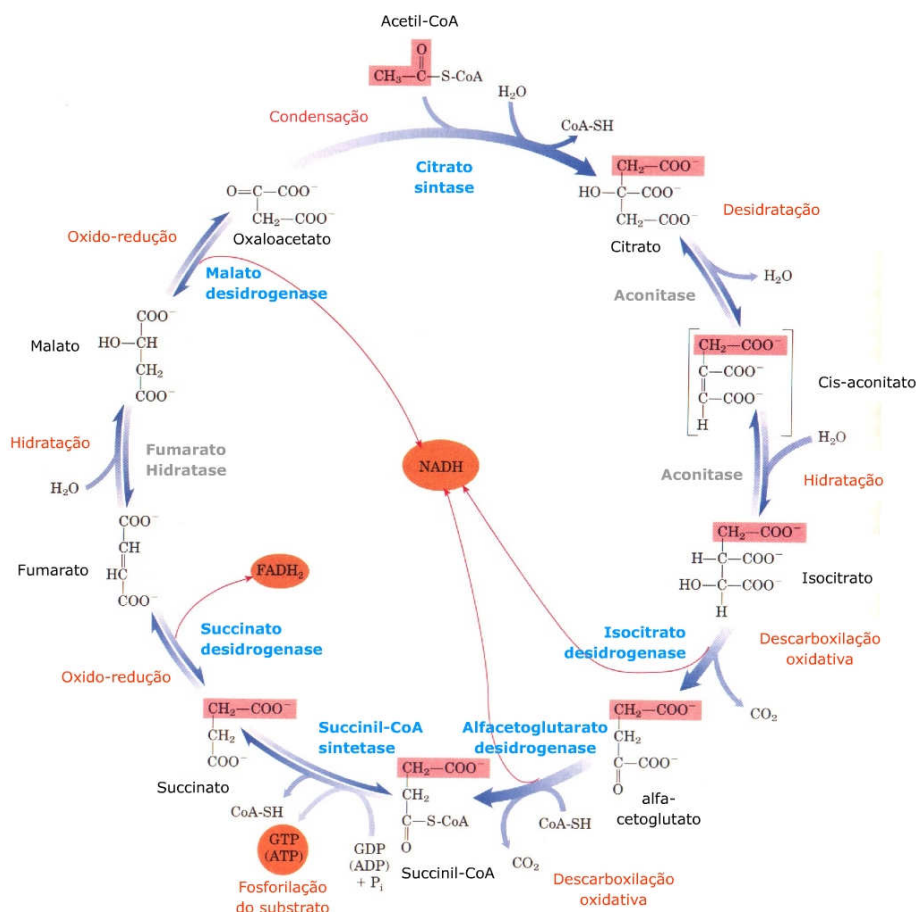 Acetil-CoA
O
CH₃—C—S-CoA
H₂O
Condensação
CoA-SH
Citrato
sintase
CH₂—COO⁻
HO—C—COO⁻
CH₂—COO⁻
Citrato
Desidratação
O=C—COO⁻
CH₂—COO⁻
Oxaloacetato
Oxido-redução
Malato
desidrogenase
H₂O
Aconitase
COO⁻
HO—CH
CH₂
COO⁻
Malato
CH₂—COO⁻
C—COO⁻
C—COO⁻
H
Cis-aconitato
Hidratação
Fumarato
Hidratase
H₂O
NADH
Aconitase
H₂O
Hidratação
COO⁻
CH
HC
COO⁻
Fumarato
CH₂—COO⁻
H—C—COO⁻
HO—C—COO⁻
H
Isocitrato
FADH₂
Succinato
desidrogenase
Isocitrato
desidrogenase
Descarboxilação
oxidativa
Oxido-redução
CO₂
CH₂—COO⁻
CH₂
COO⁻
Succinato
Succinil-CoA
sintetase
Alfacetoglutarato
desidrogenase
CH₂—COO⁻
CH₂
C—COO⁻
O
alfa-
cetoglutato
CH₂—COO⁻
CH₂
C—S-CoA
O
Succinil-CoA
CoA-SH
GTP
(ATP)
GDP
(ADP)
+ Pᵢ
CoA-SH
CO₂
Fosforilação
do substrato
Descarboxilação
oxidativa